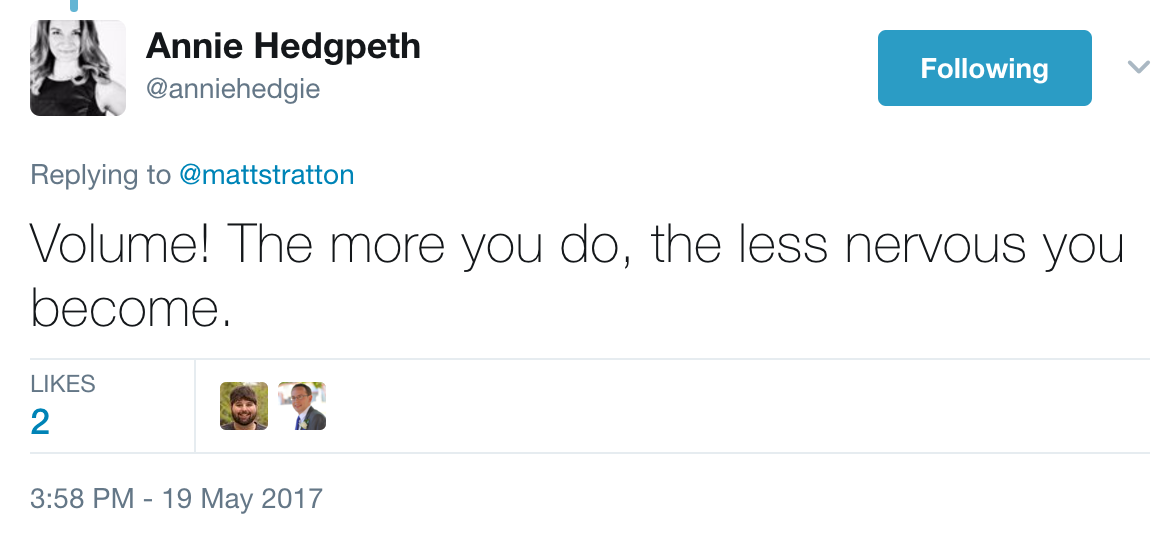 Annie Hedgpeth
@anniehedgie
Following
Replying to @mattstratton
Volume! The more you do, the less nervous you
become.
LIKES
2
3:58 PM - 19 May 2017